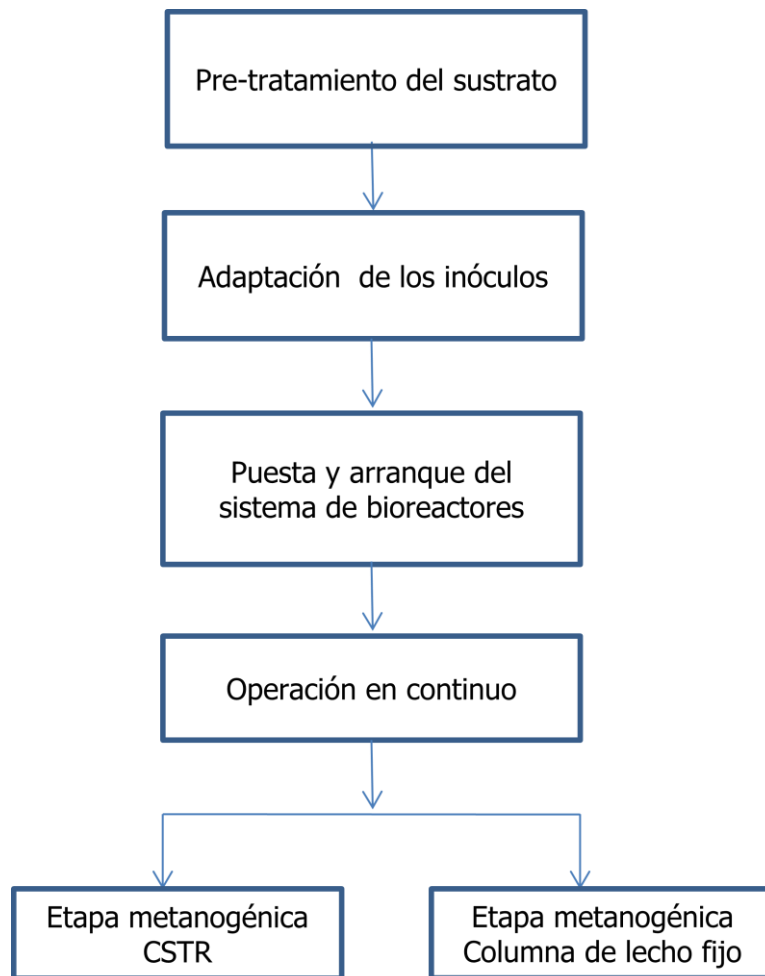 Pre-tratamiento del sustrato
Adaptación de los inóculos
Puesta y arranque del
sistema de bioreactores
Operación en continuo
Etapa metanogénica
CSTR
Etapa metanogénica
Columna de lecho fijo